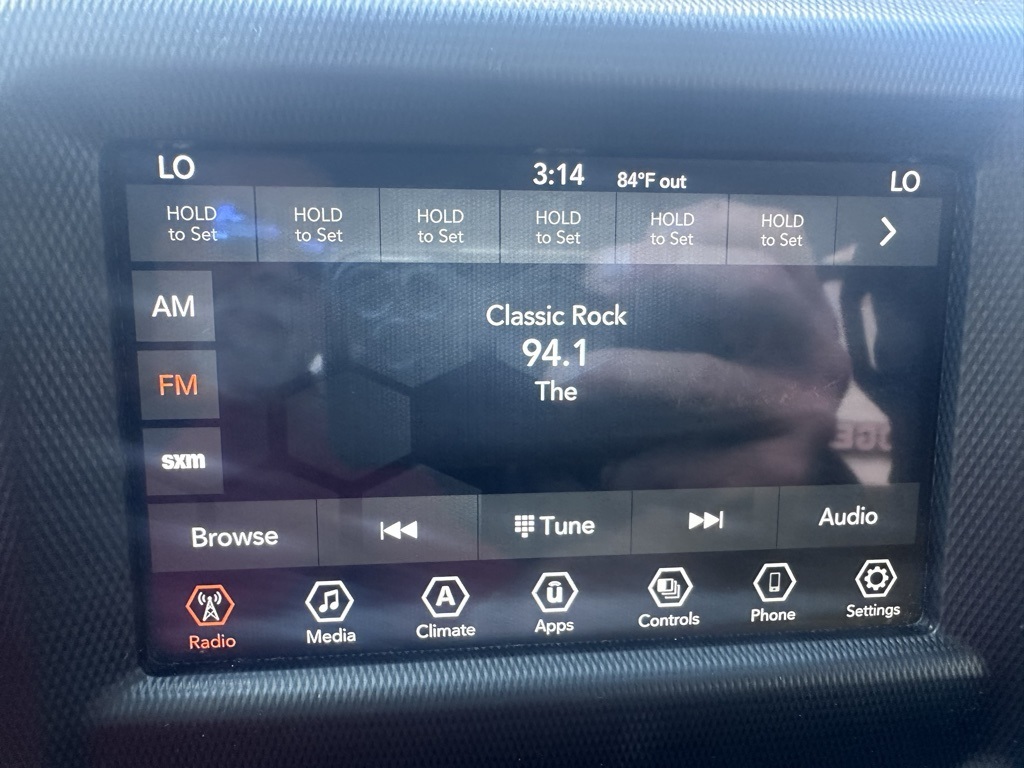 LO 3:14 84°F out LO
HOLD HOLD HOLD HOLD HOLD HOLD
to Set to Set to Set to Set to Set to Set
AM
Classic Rock
94.1
FM
The
sxm
Browse Tune Audio
A ū
Radio Media Climate Apps Controls Phone Settings